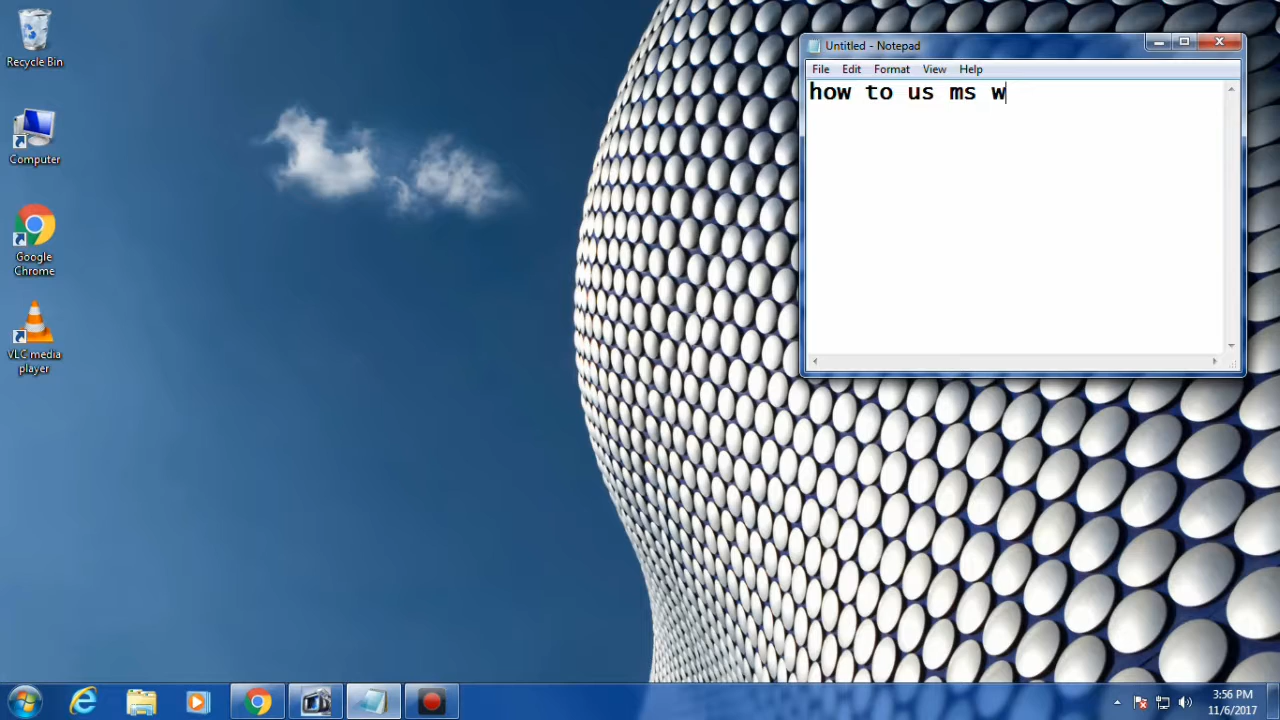 Recycle Bin
Computer
Google
Chrome
VLC media
player
Untitled - Notepad
File Edit Format View Help
how to us ms w
3:56 PM
11/6/2017